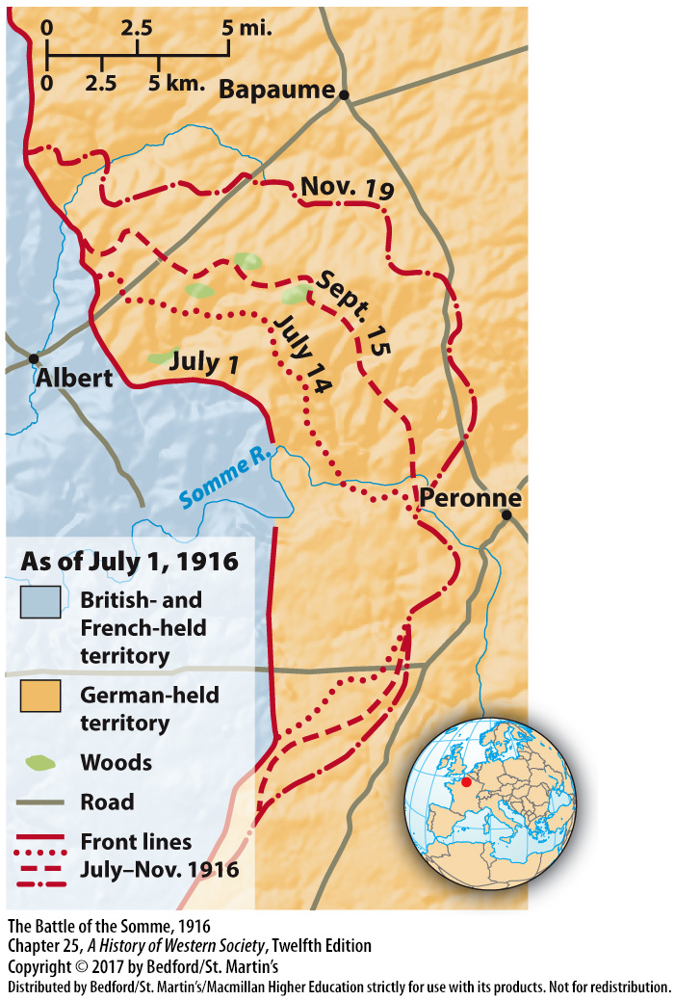 0 2.5 5 mi.
0 2.5 5 km.
Bapaume
Nov. 19
Sept. 15
July 14
July 1
Albert
Somme R.
Peronne
As of July 1, 1916
British- and
French-held
territory
German-held
territory
Woods
Road
Front lines
July–Nov. 1916
The Battle of the Somme, 1916
Chapter 25, A History of Western Society, Twelfth Edition
Copyright © 2017 by Bedford/St. Martin's
Distributed by Bedford/St. Martin's/Macmillan Higher Education strictly for use with its products. Not for redistribution.